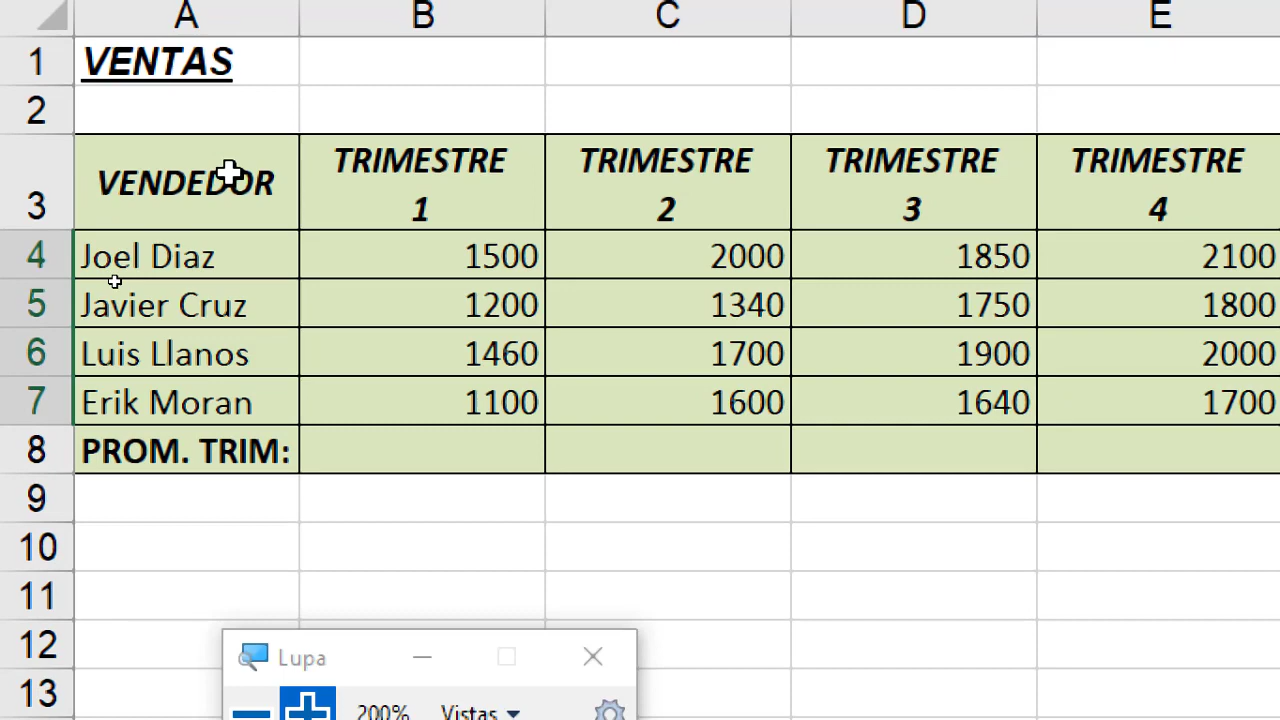 A B C D E
1 VENTAS
2
3 VENDEDOR TRIMESTRE 1 TRIMESTRE 2 TRIMESTRE 3 TRIMESTRE 4
4 Joel Diaz 1500 2000 1850 2100
5 Javier Cruz 1200 1340 1750 1800
6 Luis Llanos 1460 1700 1900 2000
7 Erik Moran 1100 1600 1640 1700
8 PROM. TRIM:
9
10
11
12
Lupa
13
200% Vistas